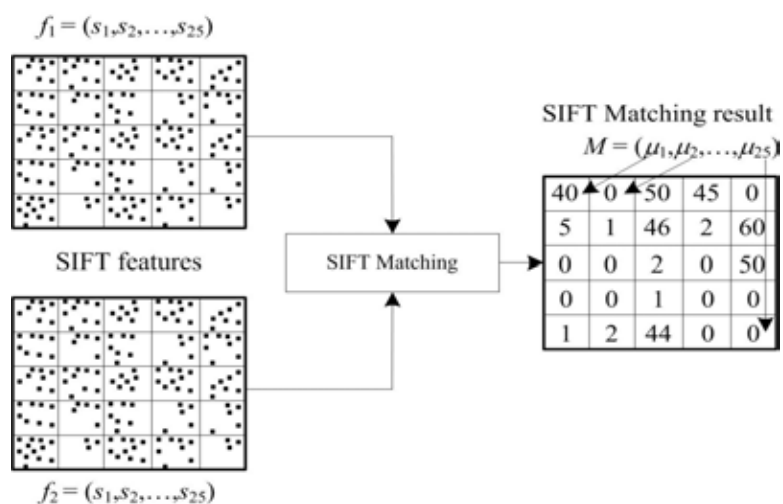 f₁ = (s₁,s₂,…,s₂₅)
SIFT features
f₂ = (s₁,s₂,…,s₂₅)
SIFT Matching
SIFT Matching result
M = (μ₁,μ₂,…,μ₂₅)
40 0 50 45 0
5 1 46 2 60
0 0 2 0 50
0 0 1 0 0
1 2 44 0 0